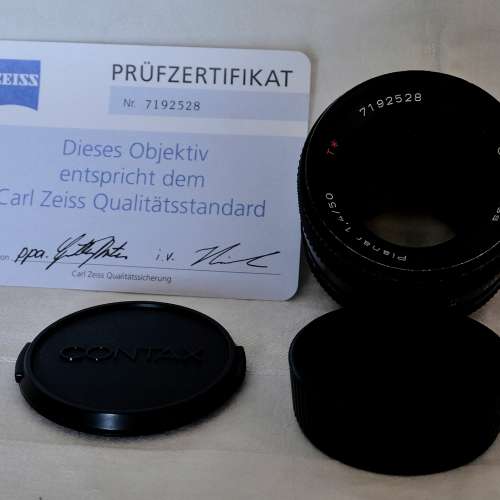 ZEISS
PRÜFZERTIFIKAT
Nr. 7192528
Dieses Objektiv
entspricht dem
Carl Zeiss Qualitätsstandard
ppa. i.v.
Carl Zeiss Qualitätssicherung
7192528
T*
Planar 1.4/50
CONTAX